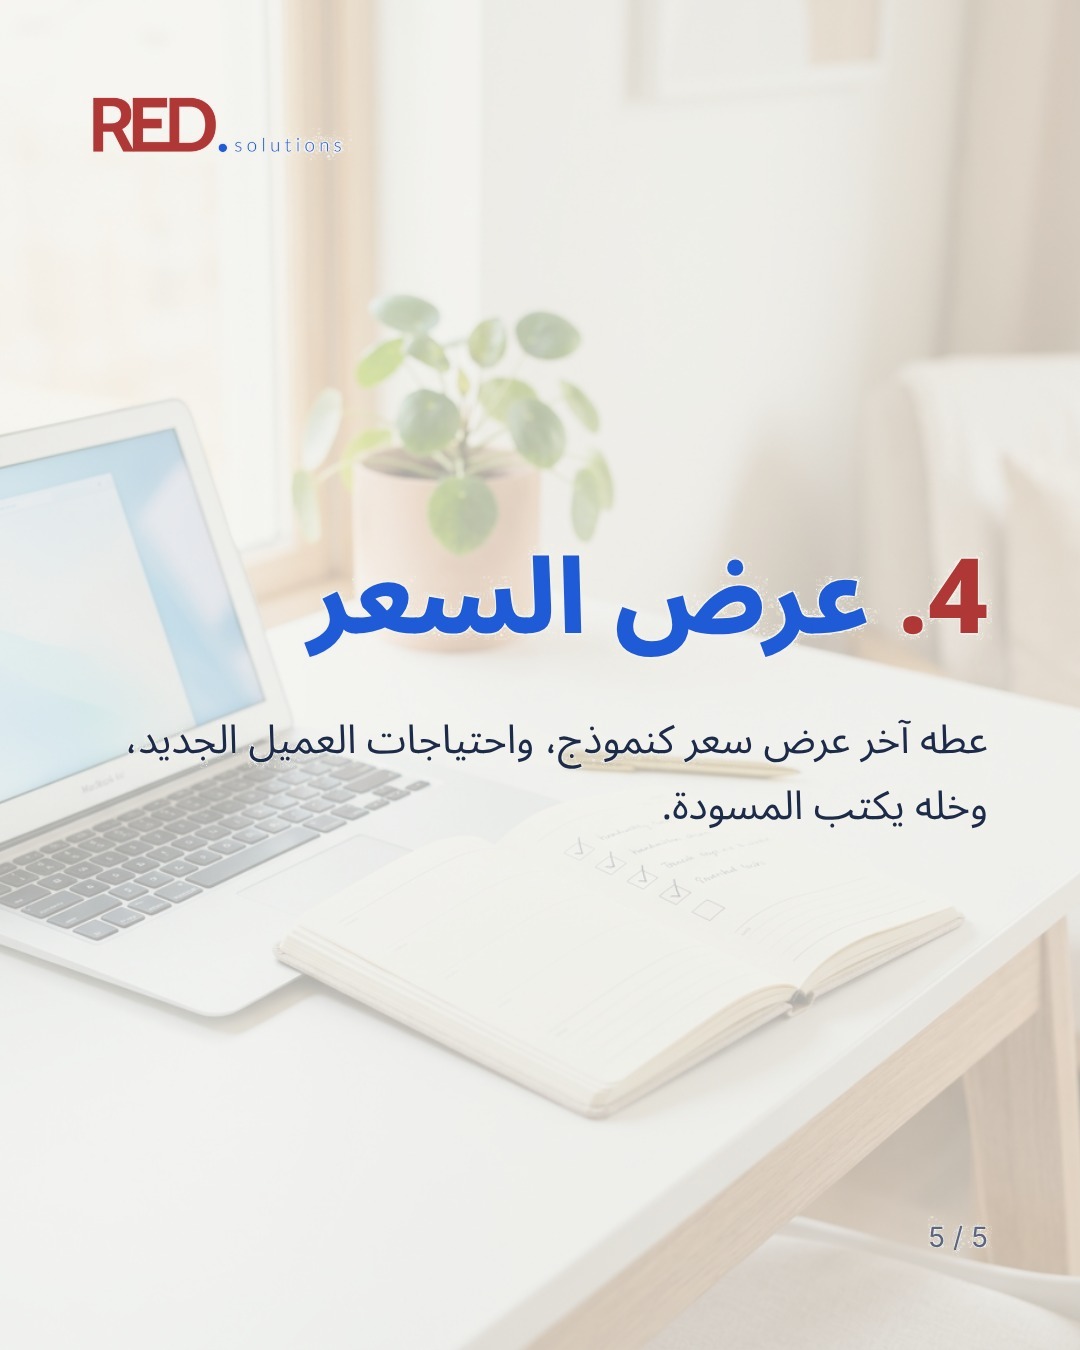 RED.solutions
4. عرض السعر
عطه آخر عرض سعر كنموذج، واحتياجات العميل الجديد،
وخله يكتب المسودة.
5 / 5